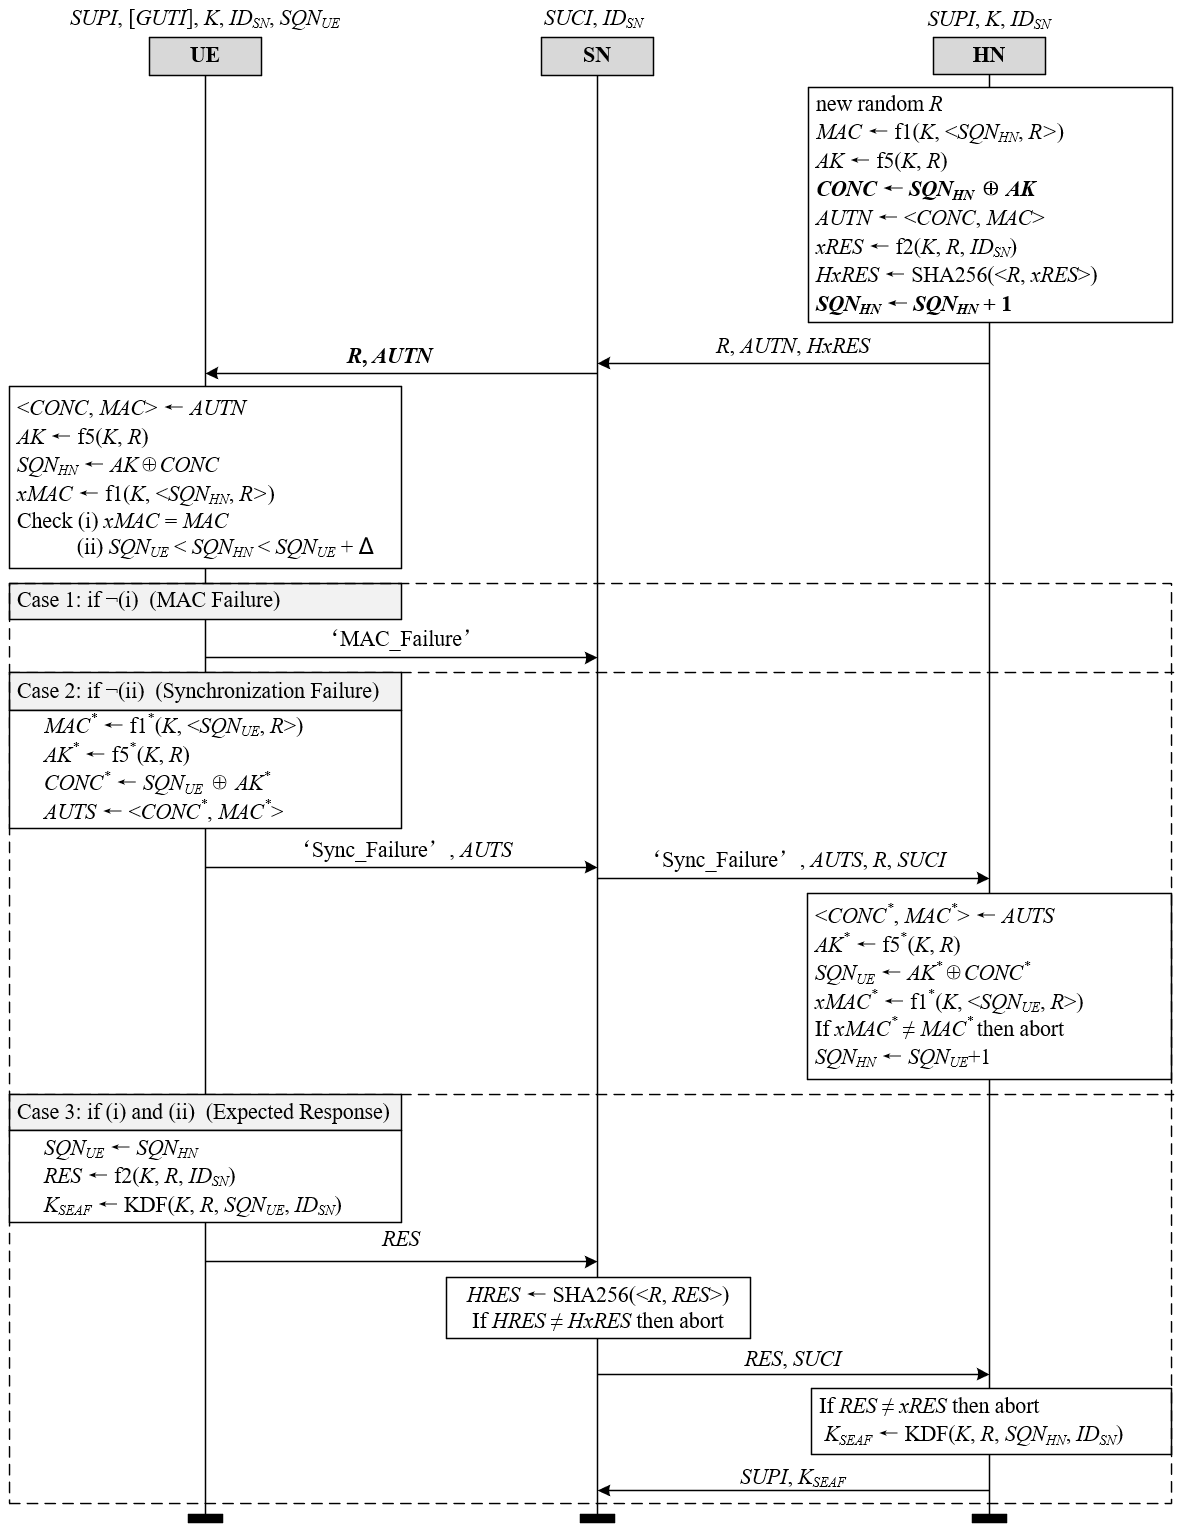 SUPI, [GUTI], K, ID_SN, SQN_UE
SUCI, ID_SN
SUPI, K, ID_SN
UE
SN
HN
new random R
MAC ← f1(K, <SQN_HN, R>)
AK ← f5(K, R)
CONC ← SQN_HN ⊕ AK
AUTN ← <CONC, MAC>
xRES ← f2(K, R, ID_SN)
HxRES ← SHA256(<R, xRES>)
SQN_HN ← SQN_HN + 1
R, AUTN, HxRES
R, AUTN
<CONC, MAC> ← AUTN
AK ← f5(K, R)
SQN_HN ← AK⊕CONC
xMAC ← f1(K, <SQN_HN, R>)
Check (i) xMAC = MAC
(ii) SQN_UE < SQN_HN < SQN_UE + Δ
Case 1: if ¬(i) (MAC Failure)
‘MAC_Failure’
Case 2: if ¬(ii) (Synchronization Failure)
MAC* ← f1*(K, <SQN_UE, R>)
AK* ← f5*(K, R)
CONC* ← SQN_UE ⊕ AK*
AUTS ← <CONC*, MAC*>
‘Sync_Failure’, AUTS
‘Sync_Failure’, AUTS, R, SUCI
<CONC*, MAC*> ← AUTS
AK* ← f5*(K, R)
SQN_UE ← AK*⊕CONC*
xMAC* ← f1*(K, <SQN_UE, R>)
If xMAC* ≠ MAC* then abort
SQN_HN ← SQN_UE+1
Case 3: if (i) and (ii) (Expected Response)
SQN_UE ← SQN_HN
RES ← f2(K, R, ID_SN)
K_SEAF ← KDF(K, R, SQN_UE, ID_SN)
RES
HRES ← SHA256(<R, RES>)
If HRES ≠ HxRES then abort
RES, SUCI
If RES ≠ xRES then abort
K_SEAF ← KDF(K, R, SQN_HN, ID_SN)
SUPI, K_SEAF